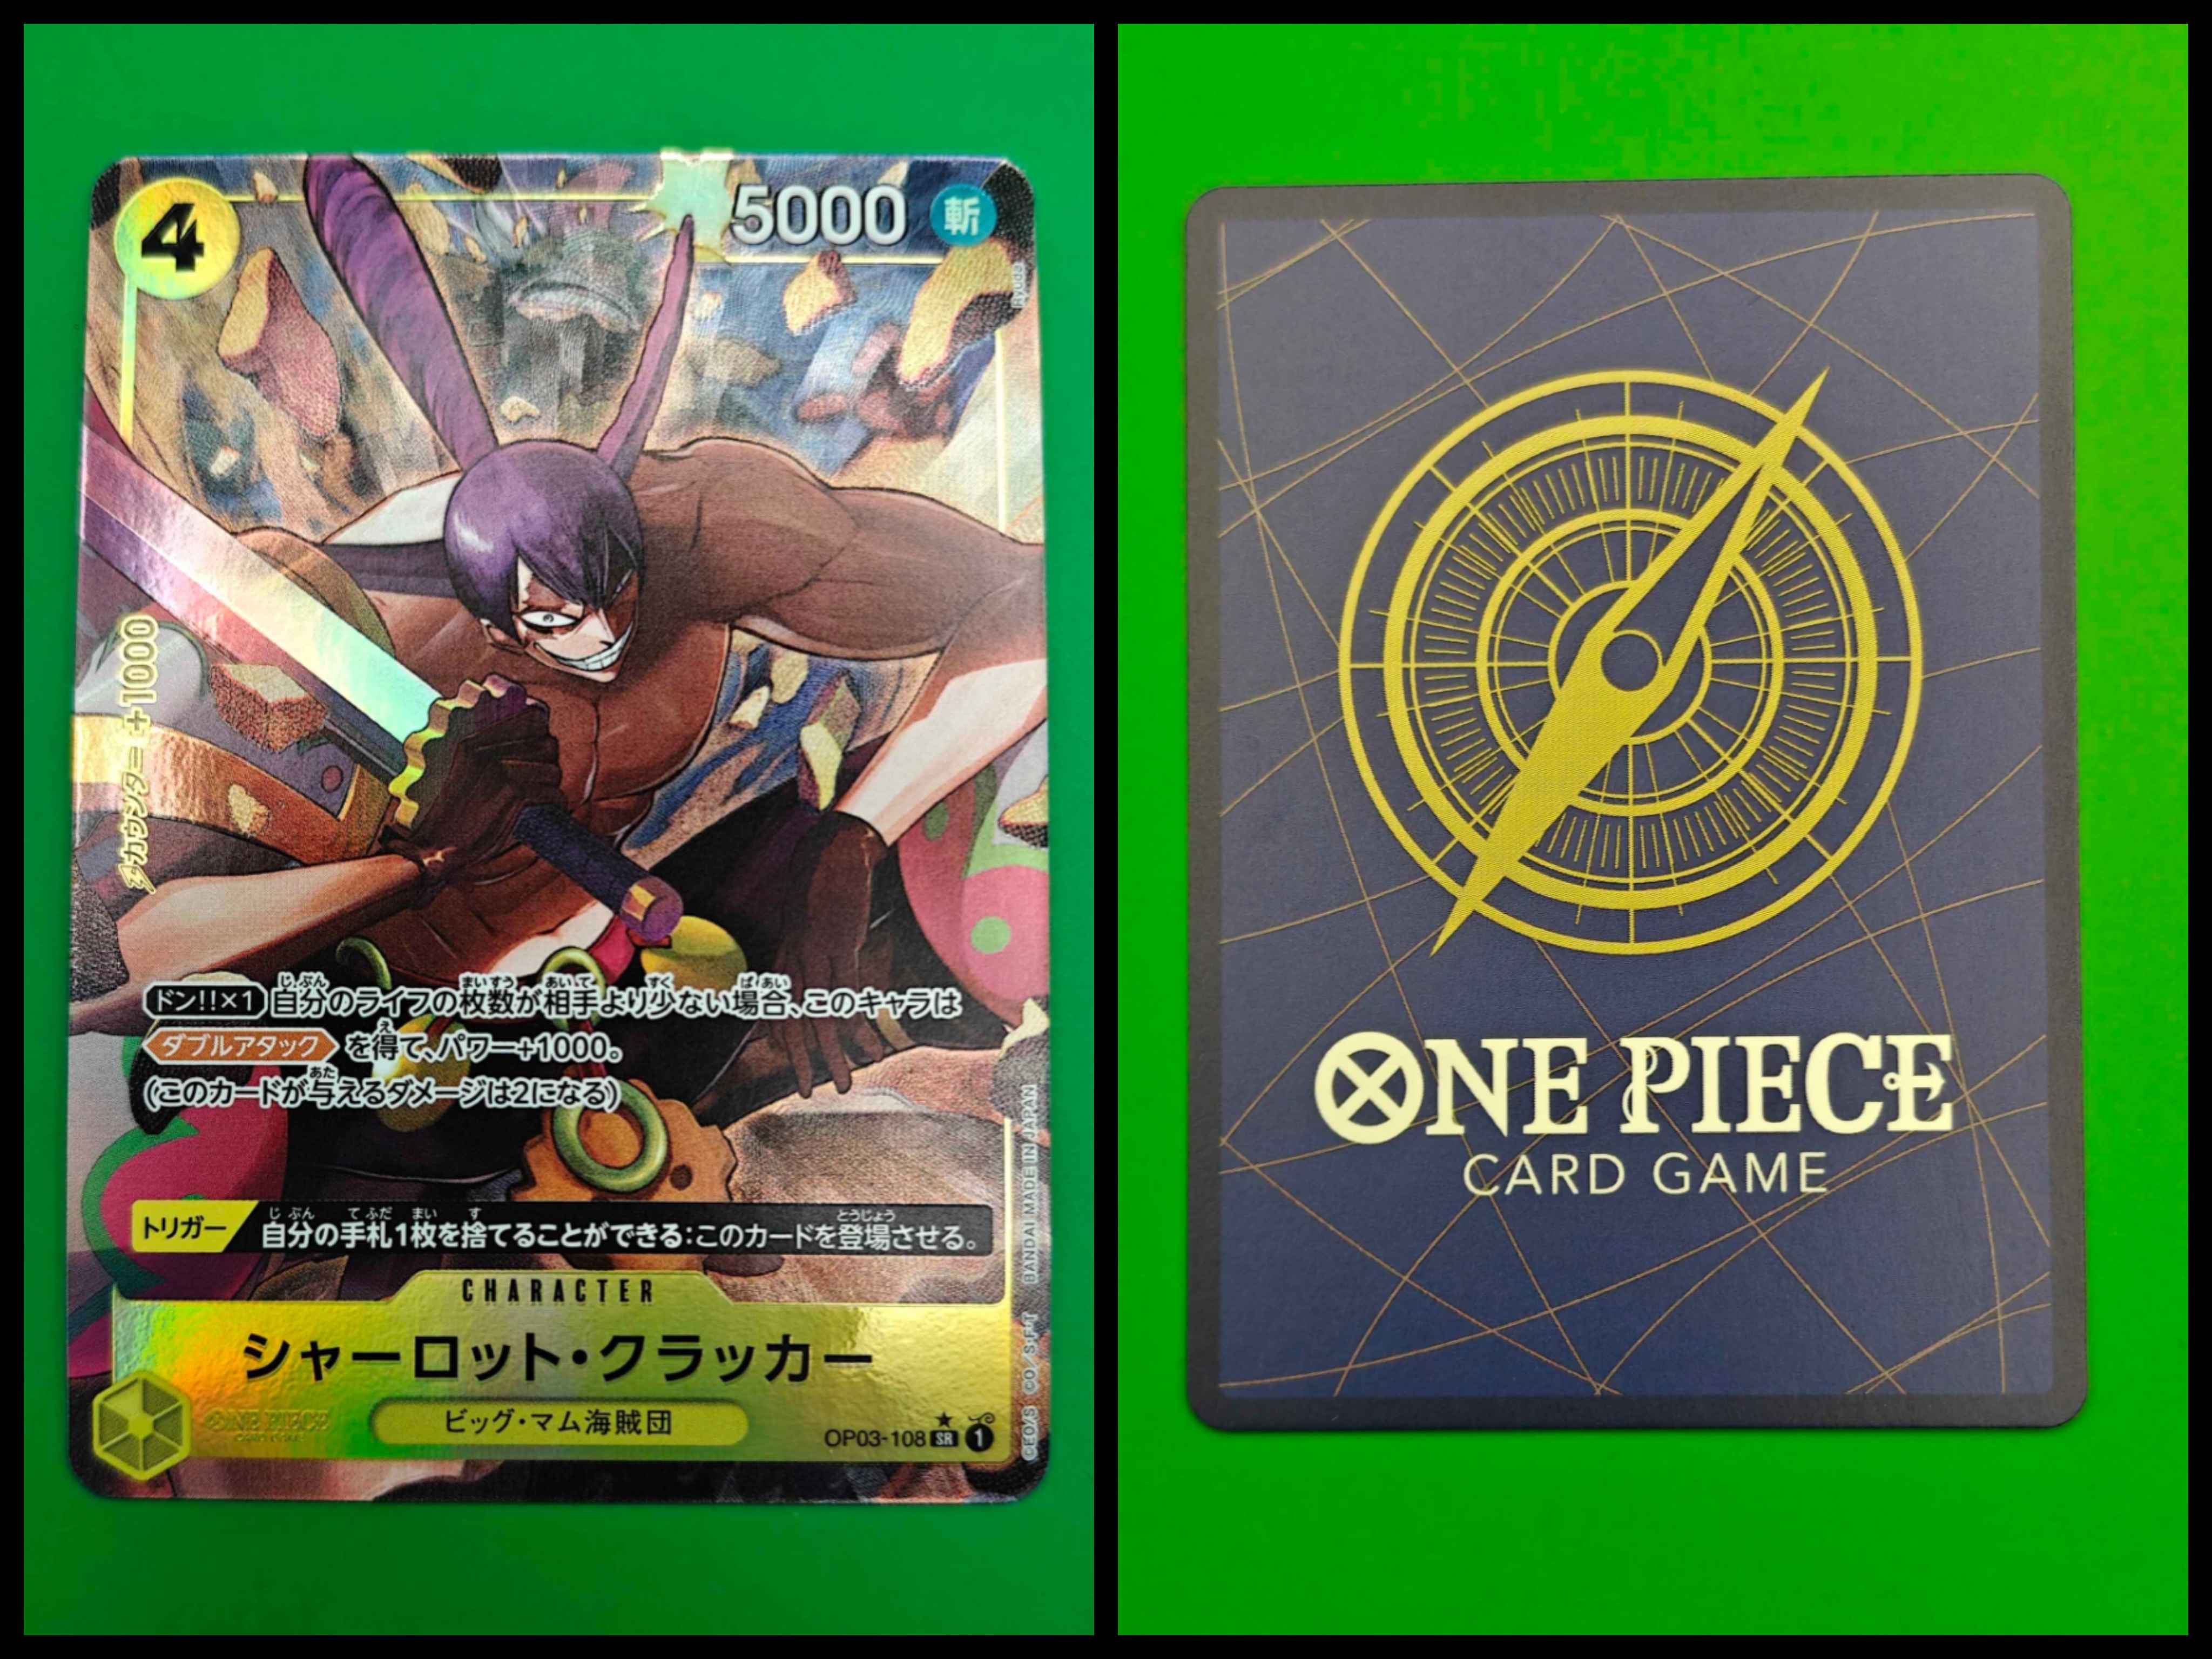 4
5000
斬
カウンター +1000
ドン!!×1 自分のライフの枚数が相手より少ない場合、このキャラは
ダブルアタック を得て、パワー+1000。
(このカードが与えるダメージは2になる)
トリガー 自分の手札1枚を捨てることができる:このカードを登場させる。
CHARACTER
シャーロット・クラッカー
ONE PIECE
ビッグ・マム海賊団
OP03-108 SR 1
BANDAI MADE IN JAPAN
ONE PIECE
CARD GAME